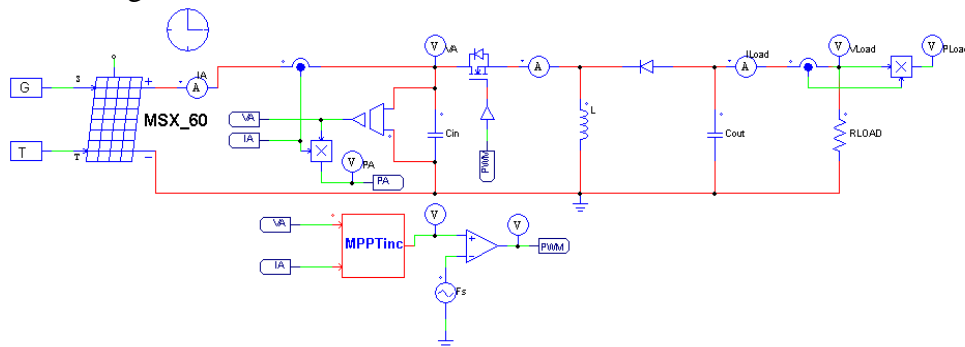 V
V
V
VA
ILoad
VLoad
PLoad
G
S
+
IA
A
A
A
MSX_60
VA
IA
Cin
L
Cout
RLOAD
T
T
−
V
PA
PA
PWM
V
V
VA
MPPTinc
+
−
PWM
IA
Fs